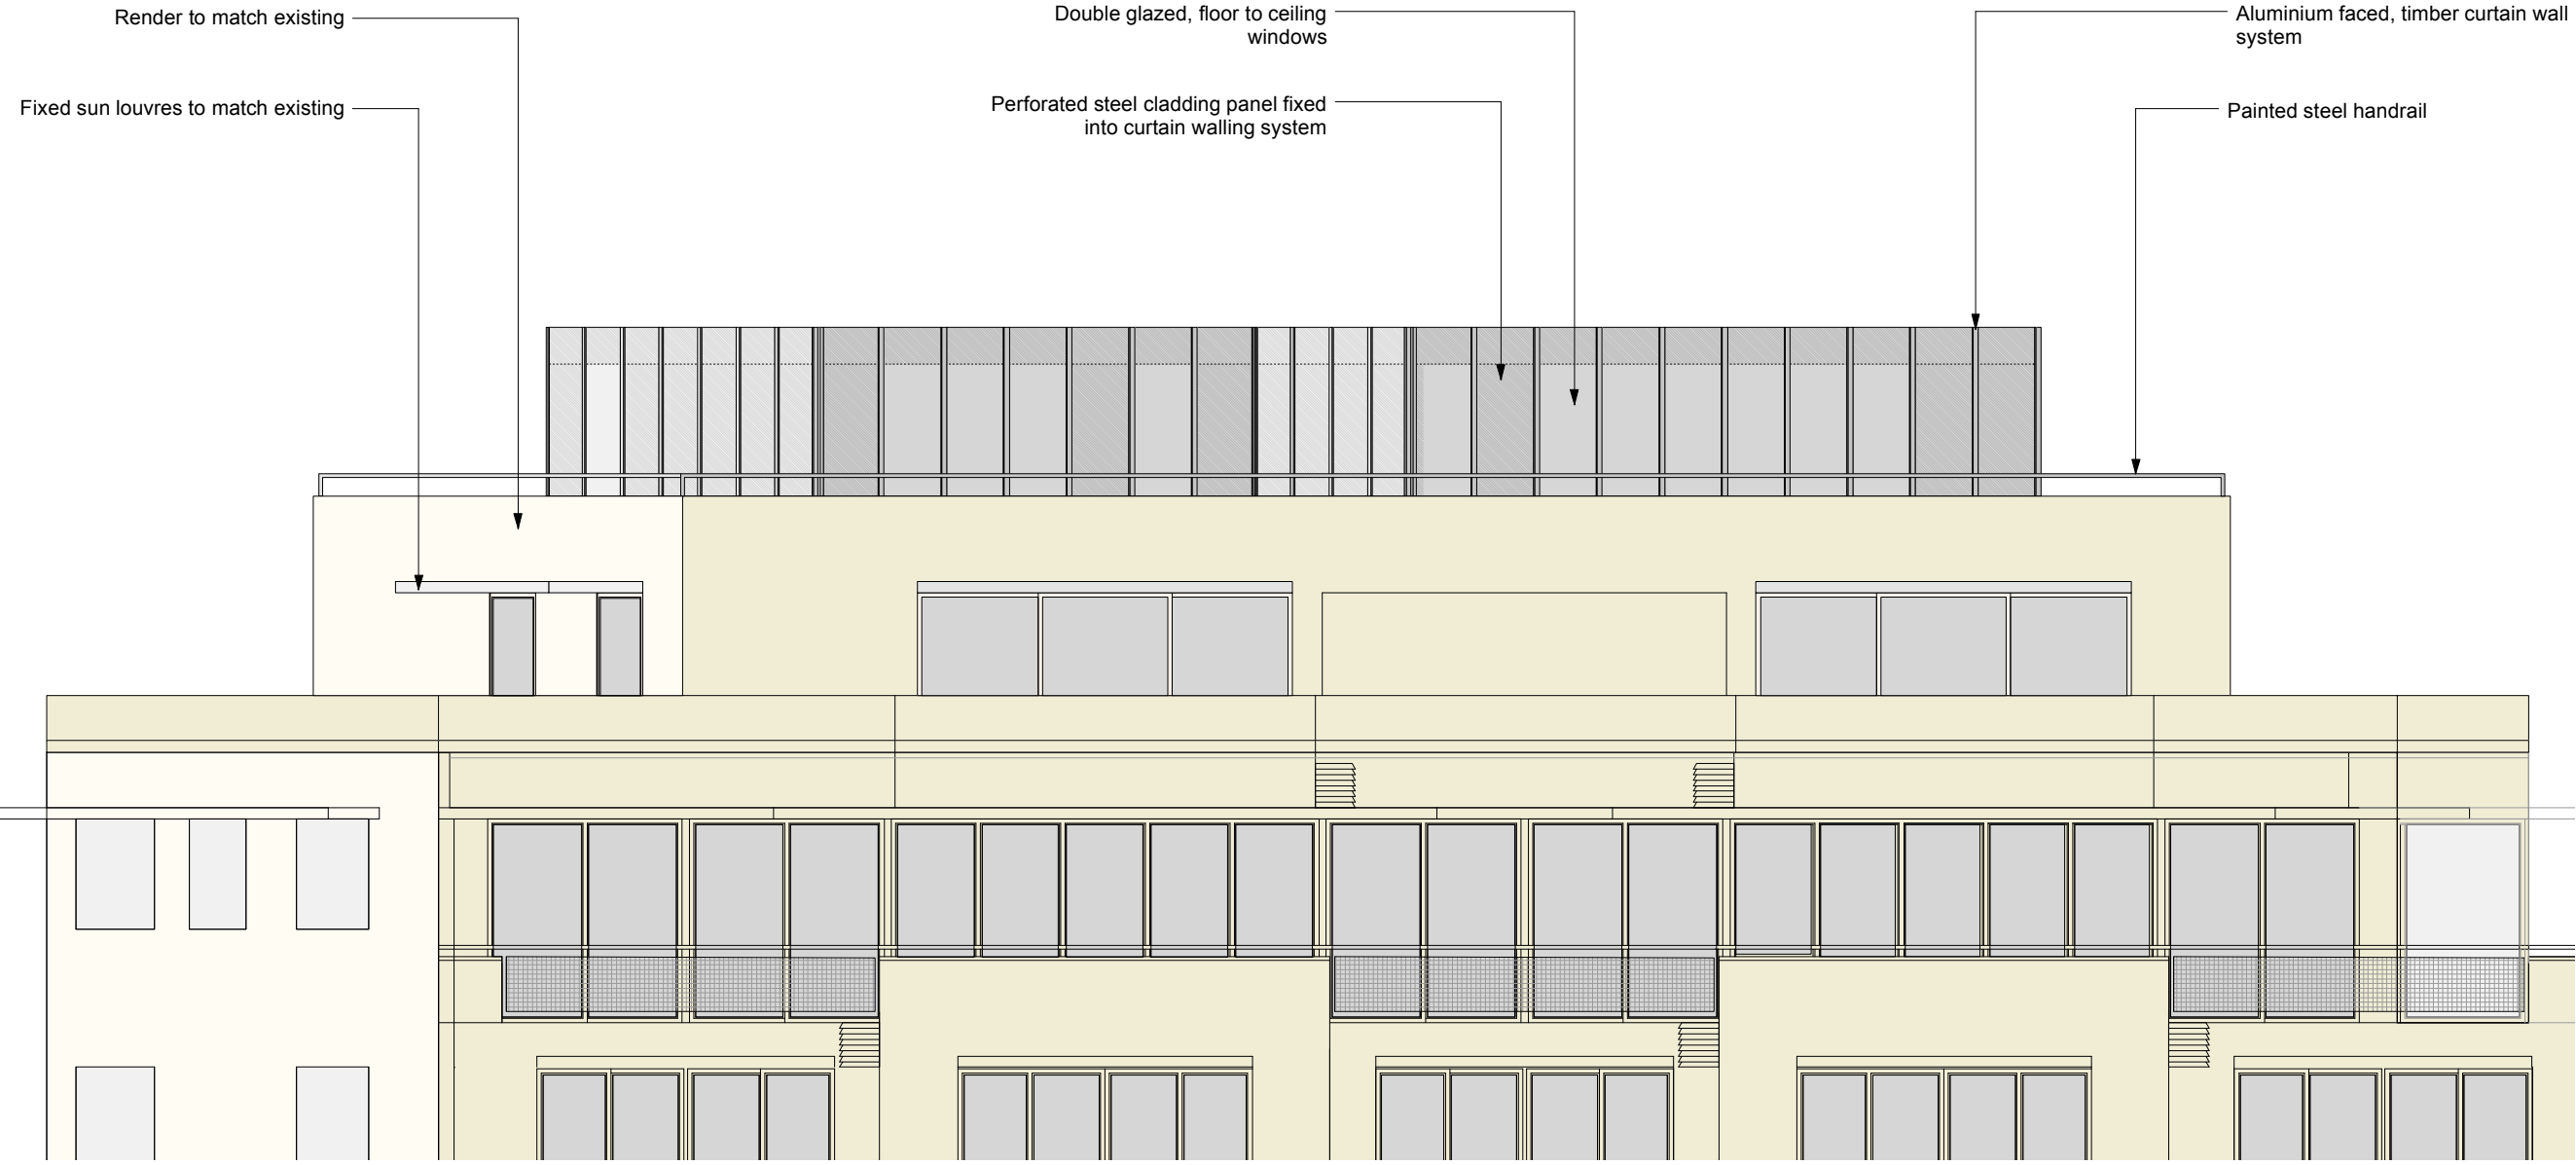 Render to match existing
Fixed sun louvres to match existing
Double glazed, floor to ceiling
windows
Perforated steel cladding panel fixed
into curtain walling system
Aluminium faced, timber curtain wall
system
Painted steel handrail